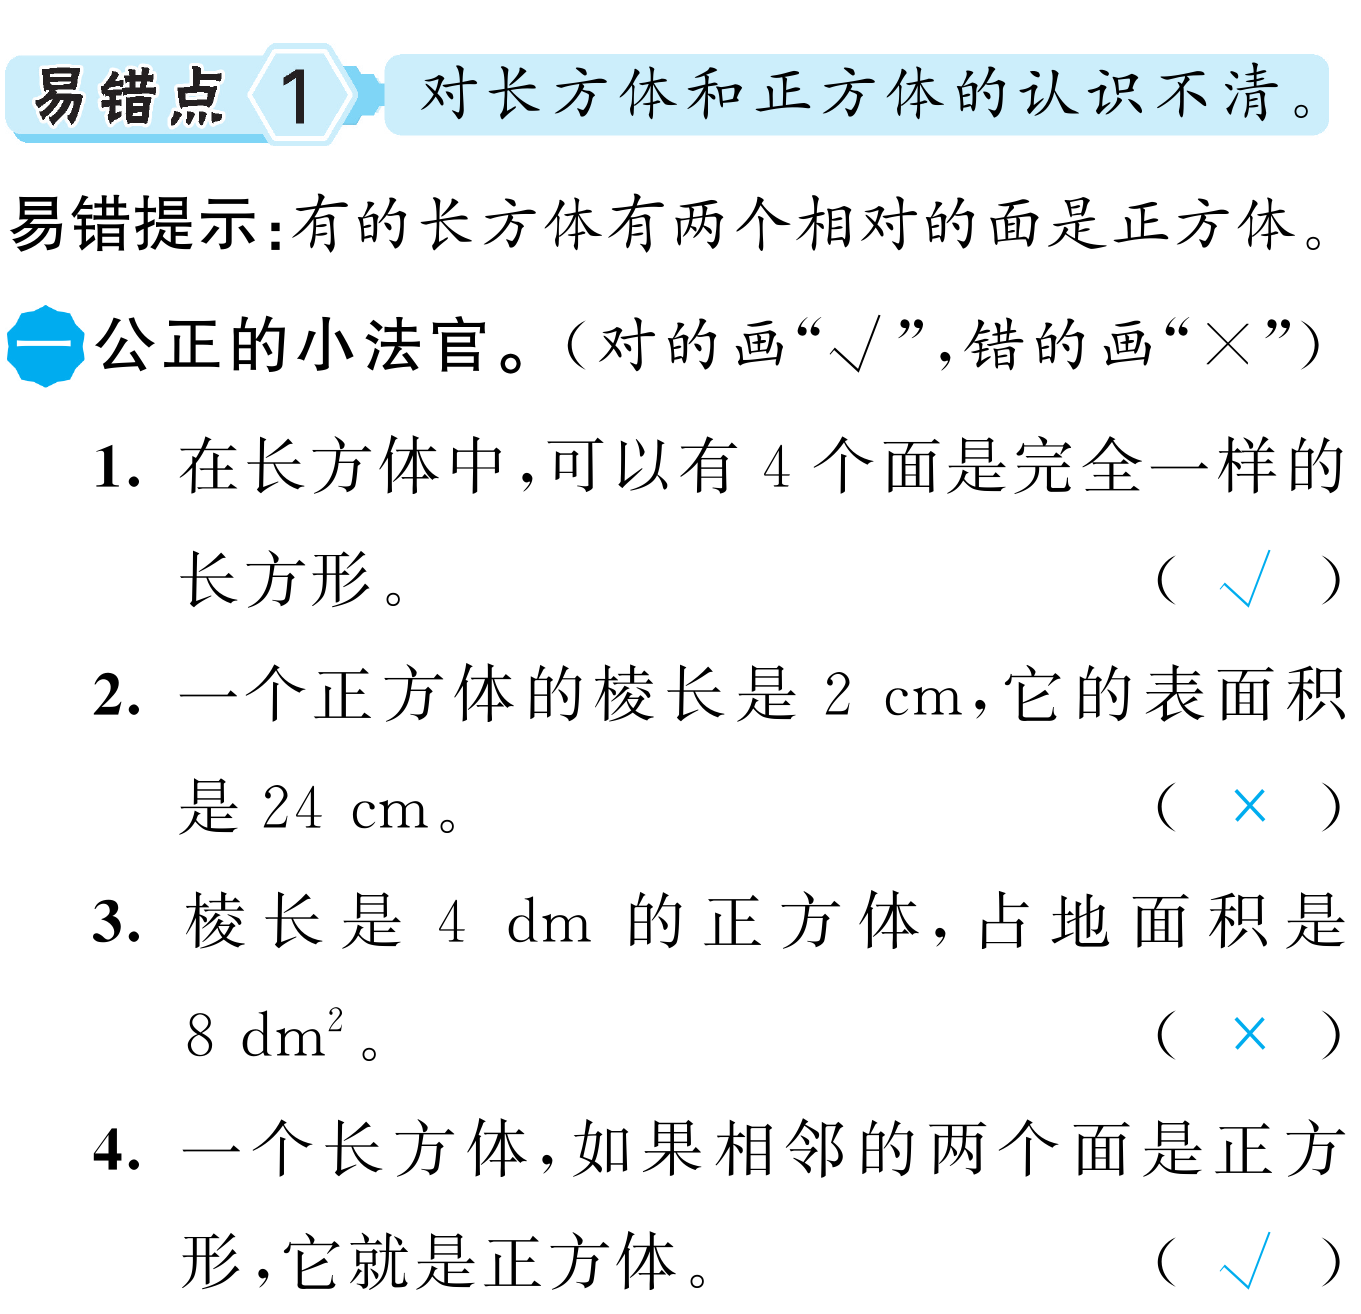 易错点 1 对长方体和正方体的认识不清。
易错提示:有的长方体有两个相对的面是正方体。
一 公正的小法官。(对的画“√”,错的画“×”)
1. 在长方体中,可以有 4 个面是完全一样的
长方形。 ( √ )
2. 一个正方体的棱长是 2 cm,它的表面积
是 24 cm。 ( × )
3. 棱长是 4 dm 的正方体,占地面积是
8 dm²。 ( × )
4. 一个长方体,如果相邻的两个面是正方
形,它就是正方体。 ( √ )